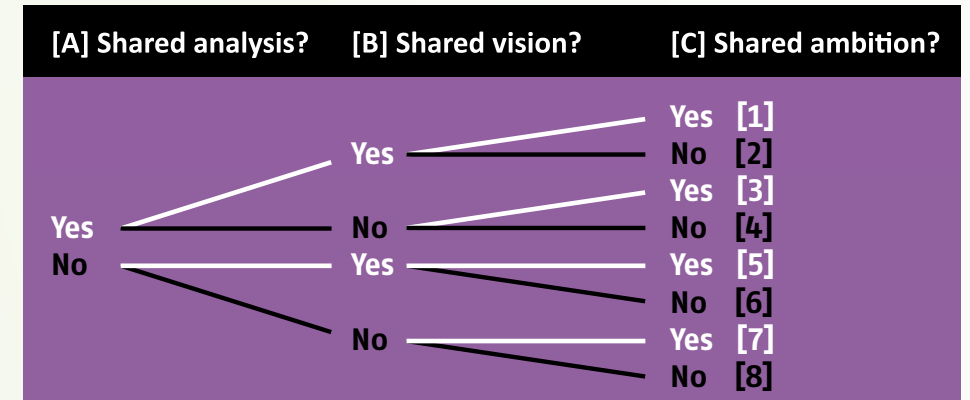 [A] Shared analysis? [B] Shared vision? [C] Shared ambition?
Yes [1]
Yes No [2]
Yes [3]
Yes No No [4]
No Yes Yes [5]
No [6]
No Yes [7]
No [8]